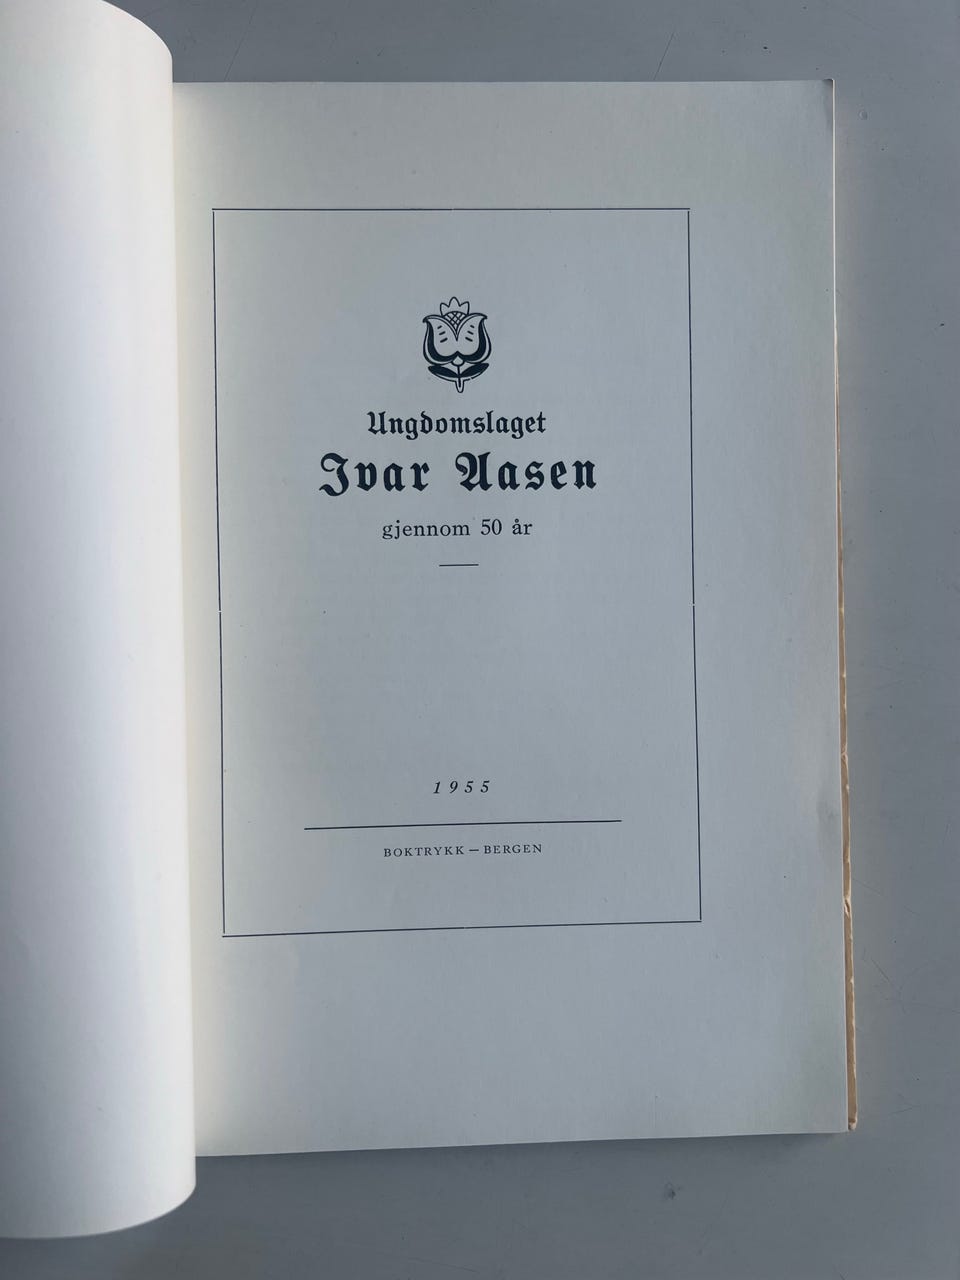 Ungdomslaget
Ivar Aasen
gjennom 50 år
1955
BOKTRYKK — BERGEN